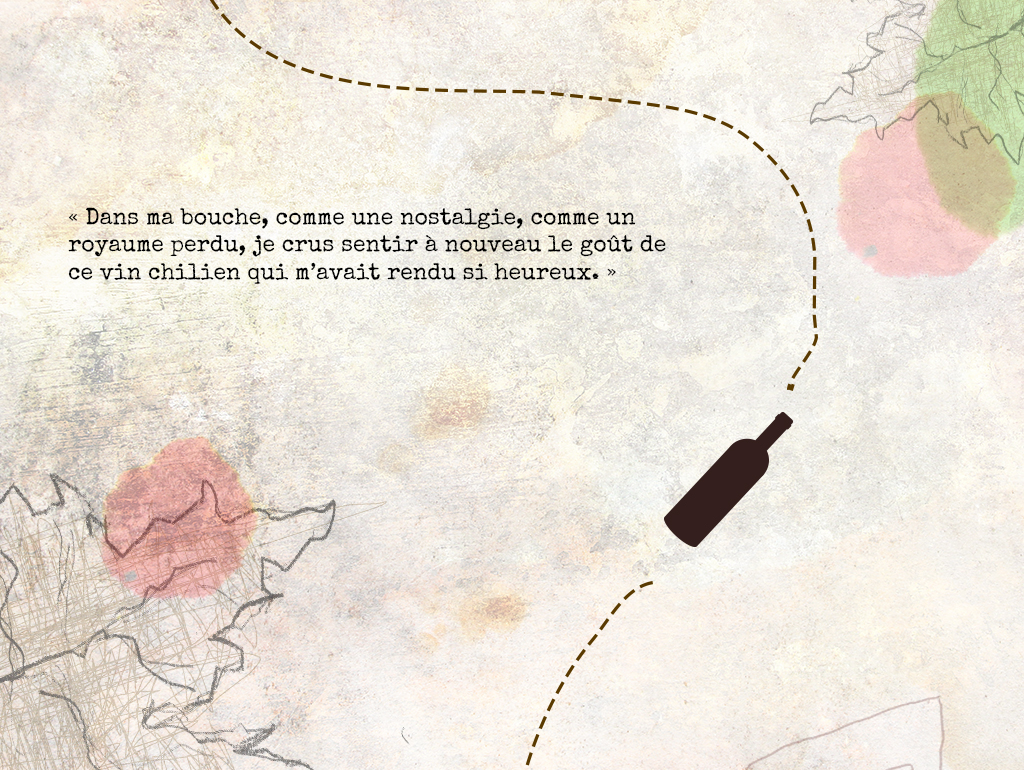 « Dans ma bouche, comme une nostalgie, comme un
royaume perdu, je crus sentir à nouveau le goût de
ce vin chilien qui m’avait rendu si heureux. »